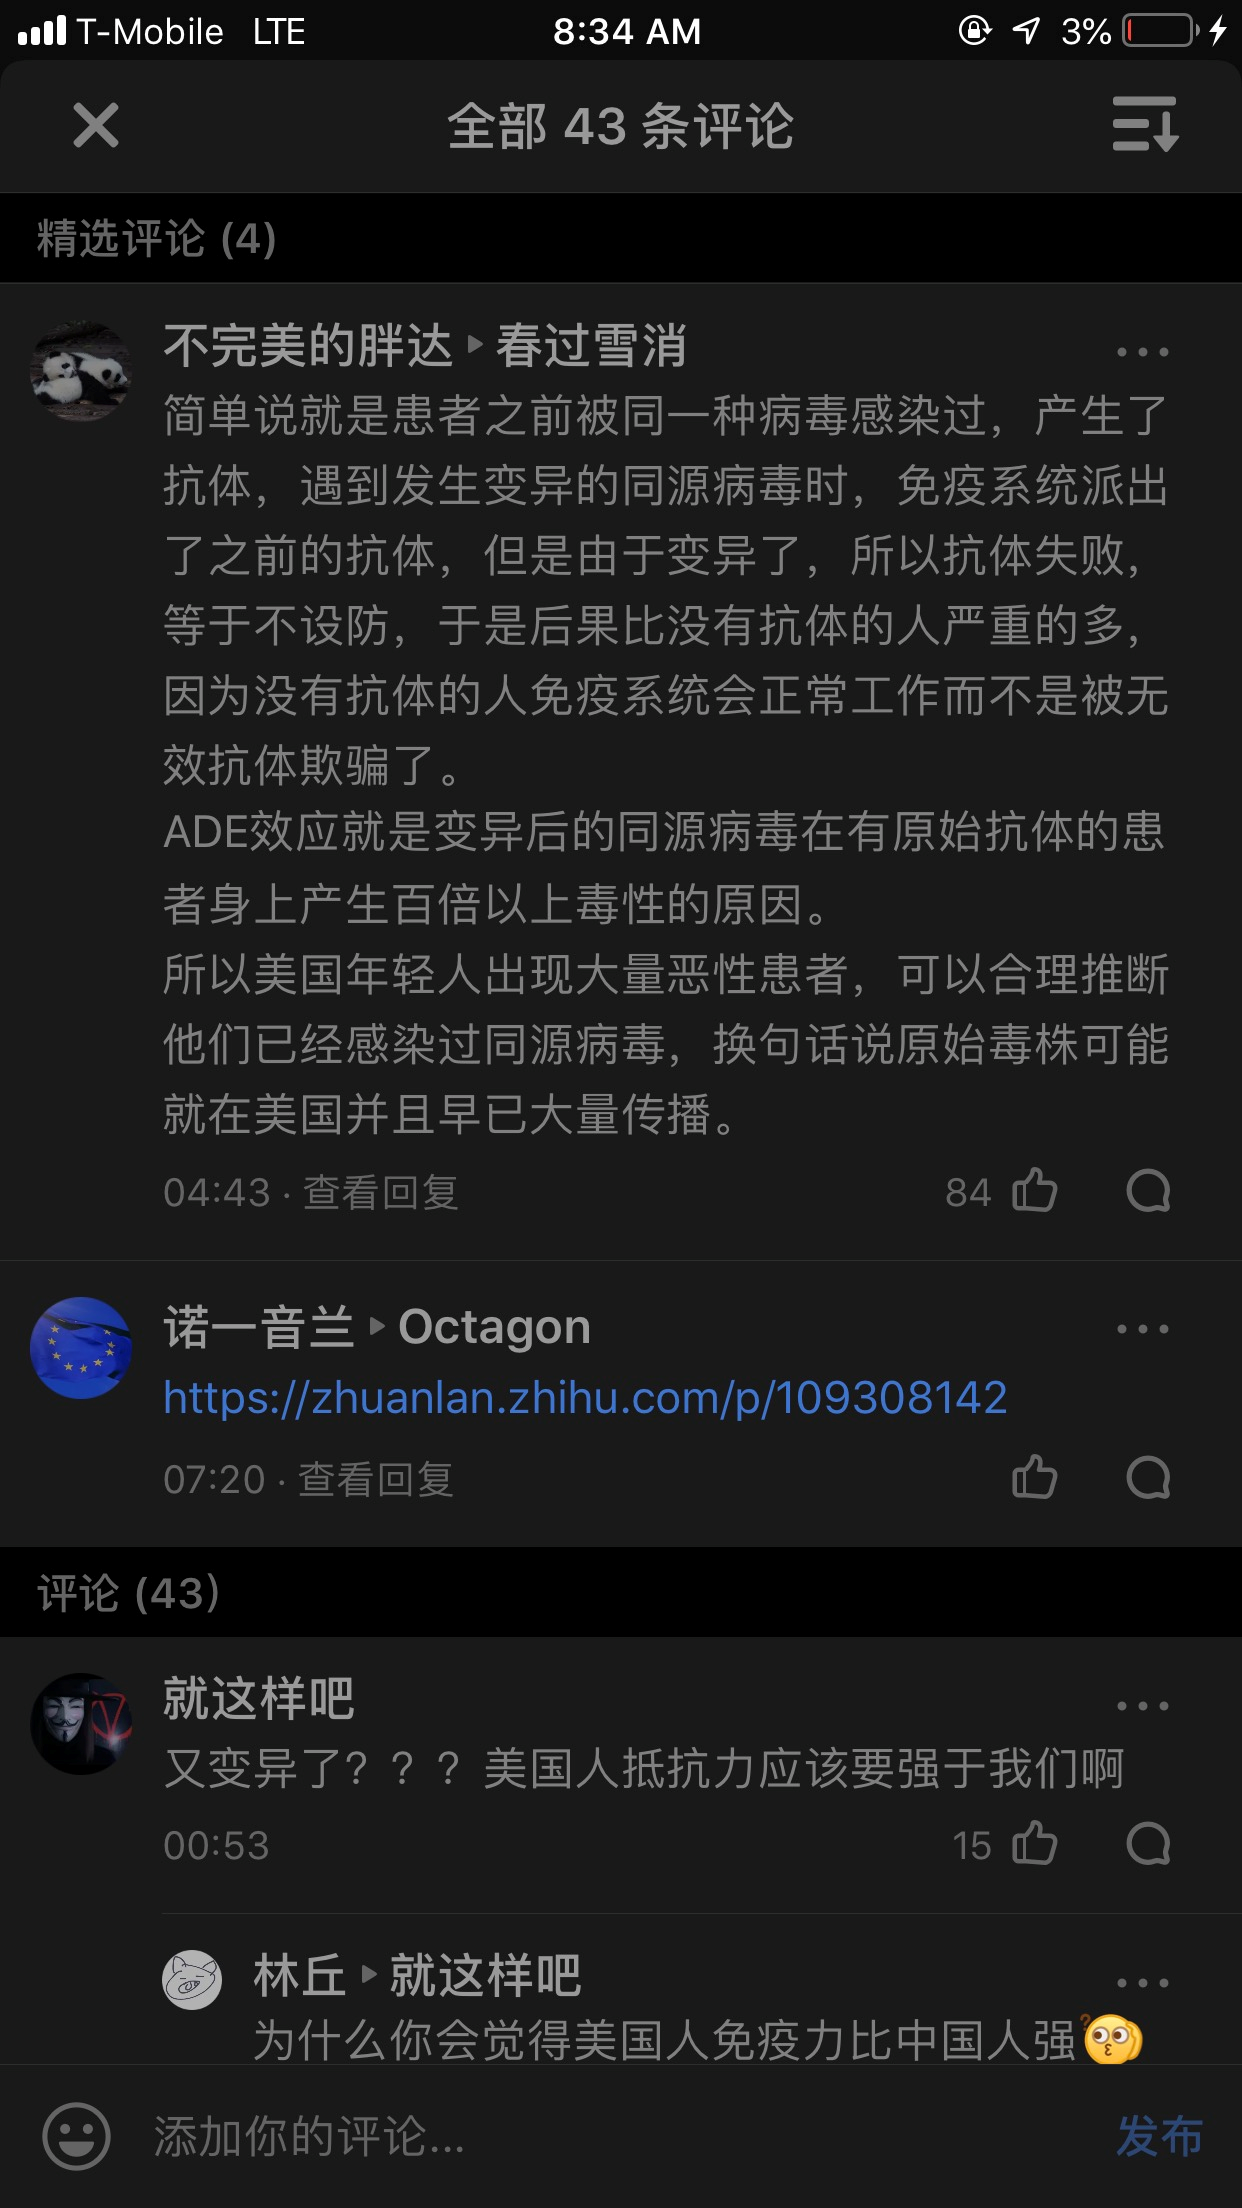 T-Mobile LTE 8:34 AM 3%
全部 43 条评论
精选评论 (4)
不完美的胖达 ▸ 春过雪消
简单说就是患者之前被同一种病毒感染过，产生了
抗体，遇到发生变异的同源病毒时，免疫系统派出
了之前的抗体，但是由于变异了，所以抗体失败，
等于不设防，于是后果比没有抗体的人严重的多，
因为没有抗体的人免疫系统会正常工作而不是被无
效抗体欺骗了。
ADE效应就是变异后的同源病毒在有原始抗体的患
者身上产生百倍以上毒性的原因。
所以美国年轻人出现大量恶性患者，可以合理推断
他们已经感染过同源病毒，换句话说原始毒株可能
就在美国并且早已大量传播。
04:43 · 查看回复 84
诺一音兰 ▸ Octagon
https://zhuanlan.zhihu.com/p/109308142
07:20 · 查看回复
评论 (43)
就这样吧
又变异了？？？美国人抵抗力应该要强于我们啊
00:53 15
林丘 ▸ 就这样吧
为什么你会觉得美国人免疫力比中国人强
添加你的评论... 发布